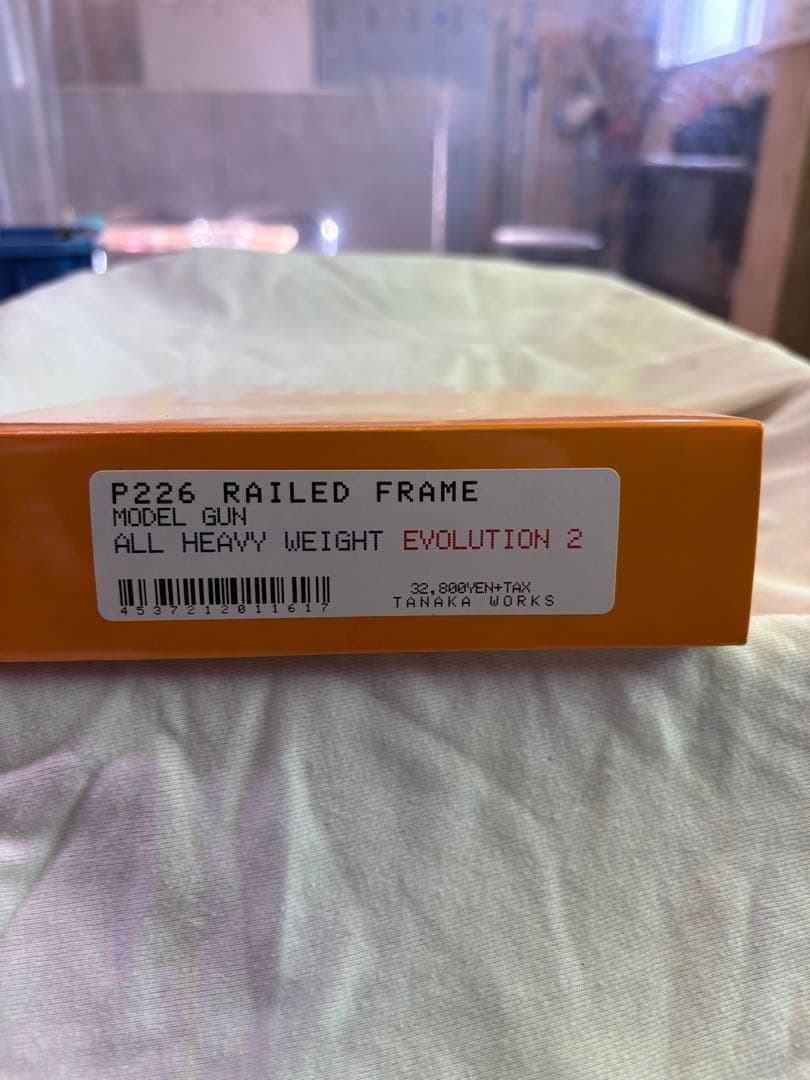 P226 RAILED FRAME
MODEL GUN
ALL HEAVY WEIGHT EVOLUTION 2
4537212011617
32,800YEN+TAX
TANAKA WORKS